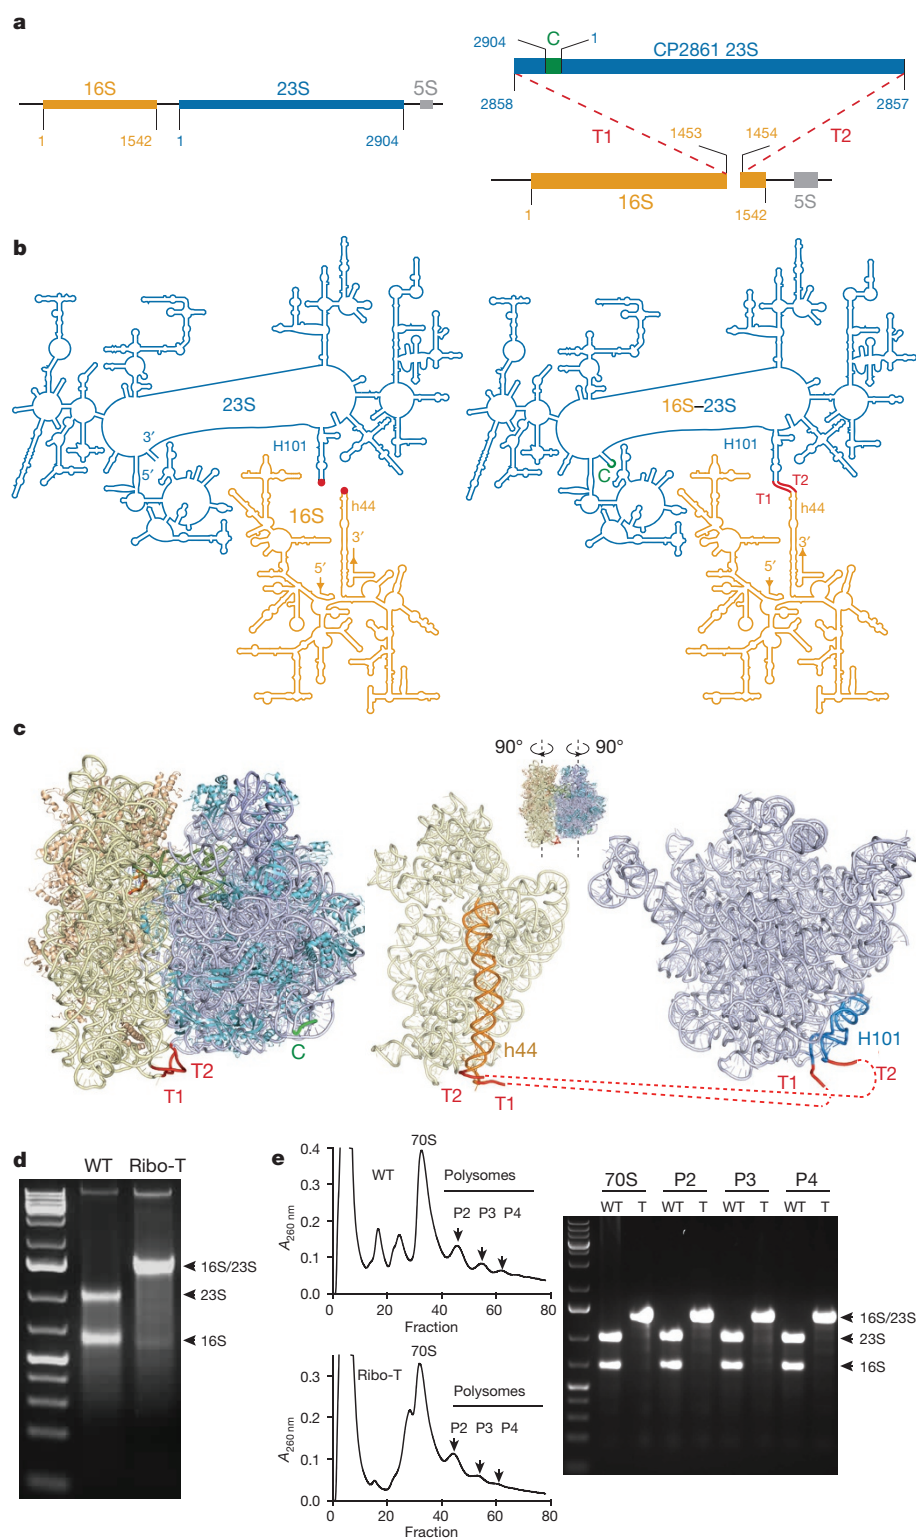 a
16S
23S
5S
1
1542
1
2904
2904
C
1
CP2861 23S
2858
2857
T1
1453
1454
T2
16S
5S
1
1542
b
23S
3′
5′
H101
16S
h44
3′
5′
16S–23S
H101
C
T1
T2
h44
3′
5′
c
90°
90°
T2
T1
C
h44
T2
T1
H101
T1
T2
d
WT
Ribo-T
16S/23S
23S
16S
e
0.4
0.3
0.2
0.1
0.0
A260 nm
WT
70S
Polysomes
P2 P3 P4
0 20 40 60 80
Fraction
0.3
0.2
0.1
0.0
A260 nm
Ribo-T
70S
Polysomes
P2 P3 P4
0 20 40 60 80
Fraction
70S P2 P3 P4
WT T WT T WT T WT T
16S/23S
23S
16S